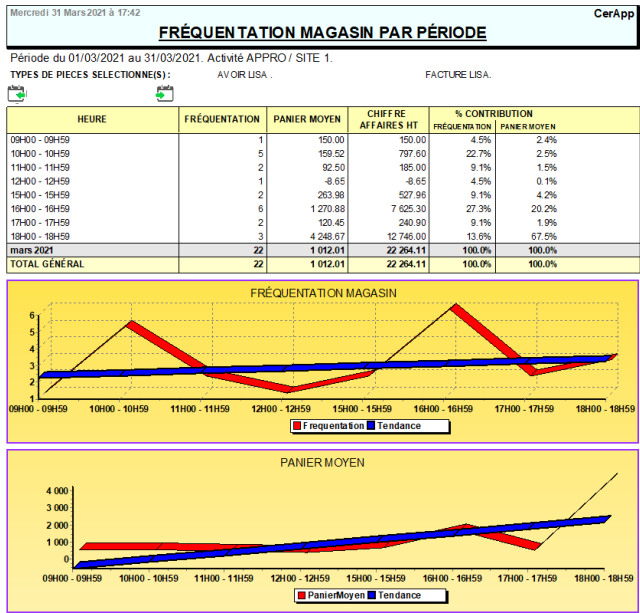 Mercredi 31 Mars 2021 à 17:42
CerApp
FRÉQUENTATION MAGASIN PAR PÉRIODE
Période du 01/03/2021 au 31/03/2021. Activité APPRO / SITE 1.
TYPES DE PIECES SELECTIONNE(S) : AVOIR LISA . FACTURE LISA.
HEURE FRÉQUENTATION PANIER MOYEN CHIFFRE AFFAIRES HT % CONTRIBUTION
FRÉQUENTATION PANIER MOYEN
09H00 - 09H59 1 150.00 150.00 4.5% 2.4%
10H00 - 10H59 5 159.52 797.60 22.7% 2.5%
11H00 - 11H59 2 92.50 185.00 9.1% 1.5%
12H00 - 12H59 1 -8.65 -8.65 4.5% 0.1%
15H00 - 15H59 2 263.98 527.96 9.1% 4.2%
16H00 - 16H59 6 1 270.88 7 625.30 27.3% 20.2%
17H00 - 17H59 2 120.45 240.90 9.1% 1.9%
18H00 - 18H59 3 4 248.67 12 746.00 13.6% 67.5%
mars 2021 22 1 012.01 22 264.11 100.0% 100.0%
TOTAL GÉNÉRAL 22 1 012.01 22 264.11 100.0% 100.0%
FRÉQUENTATION MAGASIN
6
5
4
3
2
1
09H00 - 09H59 10H00 - 10H59 11H00 - 11H59 12H00 - 12H59 15H00 - 15H59 16H00 - 16H59 17H00 - 17H59 18H00 - 18H59
Frequentation Tendance
PANIER MOYEN
4 000
3 000
2 000
1 000
0
09H00 - 09H59 10H00 - 10H59 11H00 - 11H59 12H00 - 12H59 15H00 - 15H59 16H00 - 16H59 17H00 - 17H59 18H00 - 18H59
PanierMoyen Tendance